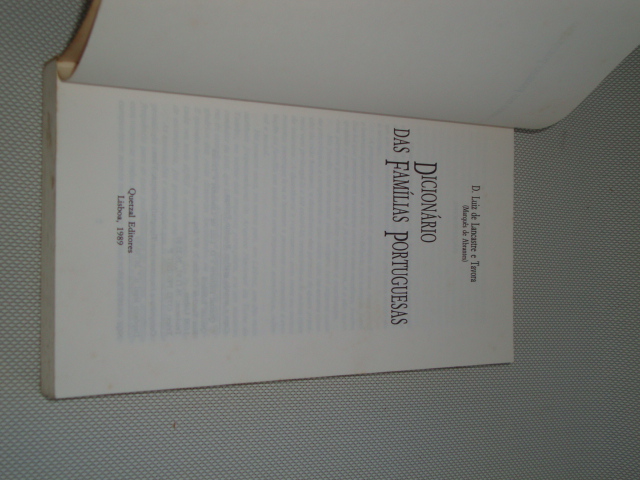 D. Luiz de Lancastre e Tavora
(Marquês de Abrantes)
DICIONÁRIO
DAS FAMÍLIAS PORTUGUESAS
Quetzal Editores
Lisboa, 1989